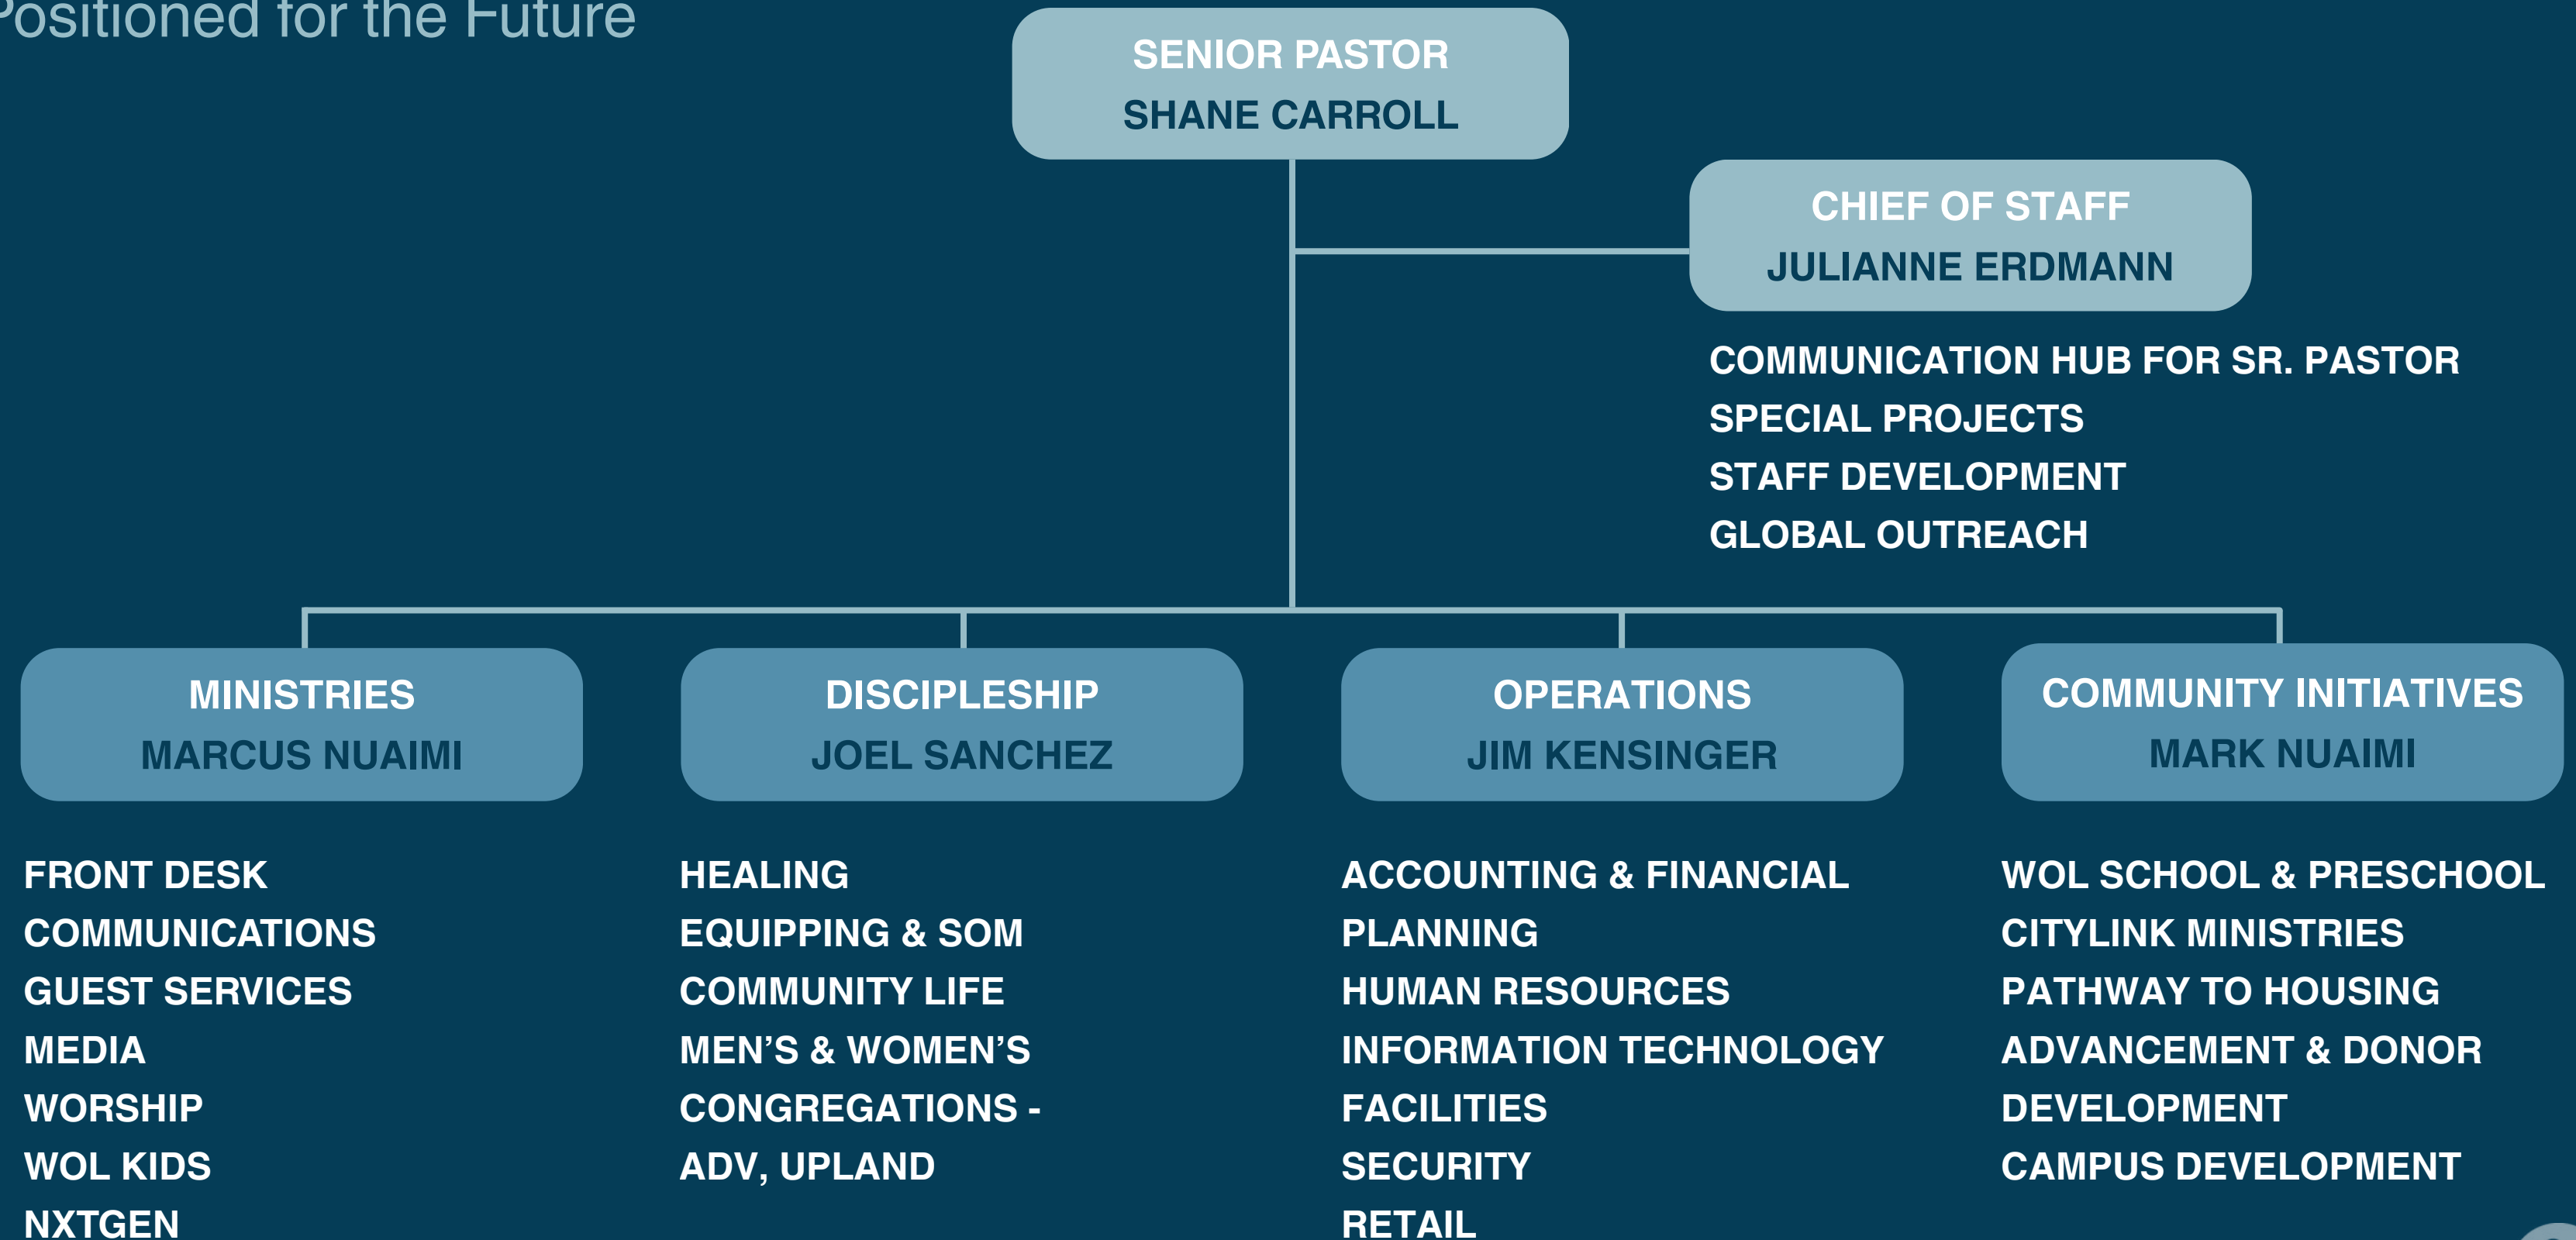 Positioned for the Future
SENIOR PASTOR
SHANE CARROLL
CHIEF OF STAFF
JULIANNE ERDMANN
COMMUNICATION HUB FOR SR. PASTOR
SPECIAL PROJECTS
STAFF DEVELOPMENT
GLOBAL OUTREACH
MINISTRIES
MARCUS NUAIMI
FRONT DESK
COMMUNICATIONS
GUEST SERVICES
MEDIA
WORSHIP
WOL KIDS
NXTGEN
DISCIPLESHIP
JOEL SANCHEZ
HEALING
EQUIPPING & SOM
COMMUNITY LIFE
MEN’S & WOMEN’S
CONGREGATIONS -
ADV, UPLAND
OPERATIONS
JIM KENSINGER
ACCOUNTING & FINANCIAL
PLANNING
HUMAN RESOURCES
INFORMATION TECHNOLOGY
FACILITIES
SECURITY
RETAIL
COMMUNITY INITIATIVES
MARK NUAIMI
WOL SCHOOL & PRESCHOOL
CITYLINK MINISTRIES
PATHWAY TO HOUSING
ADVANCEMENT & DONOR
DEVELOPMENT
CAMPUS DEVELOPMENT